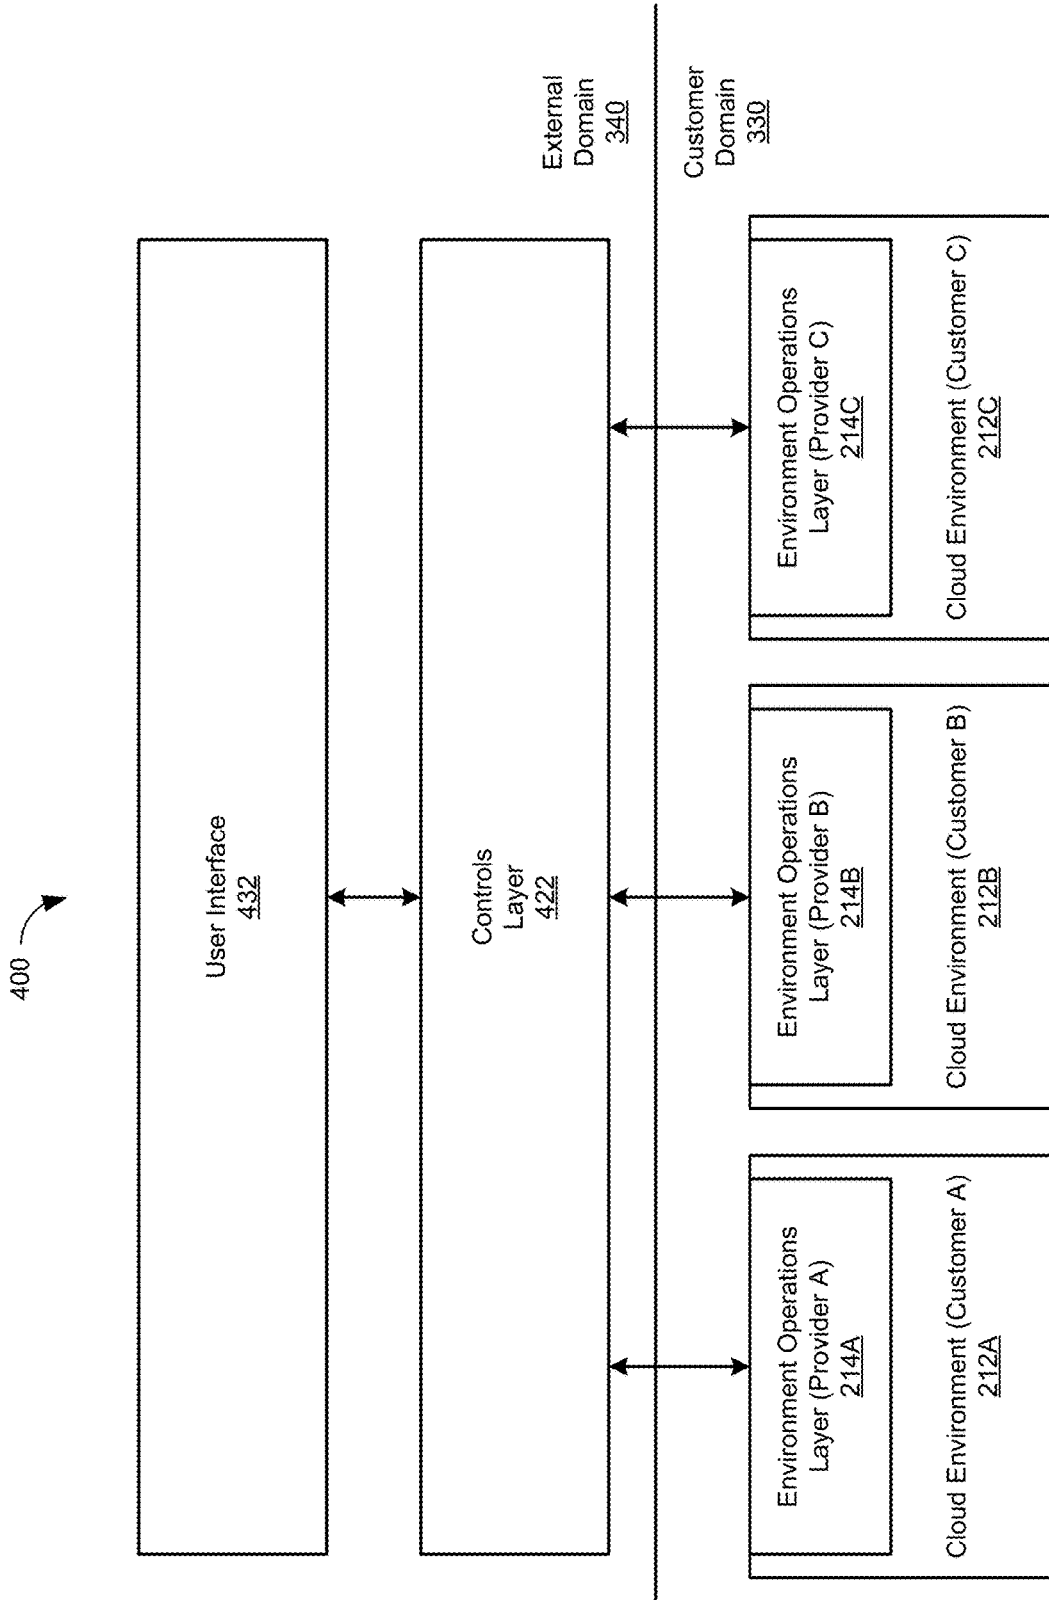 400
User Interface
432
Controls
Layer
422
External
Domain
340
Customer
Domain
330
Environment Operations
Layer (Provider A)
214A
Cloud Environment (Customer A)
212A
Environment Operations
Layer (Provider B)
214B
Cloud Environment (Customer B)
212B
Environment Operations
Layer (Provider C)
214C
Cloud Environment (Customer C)
212C